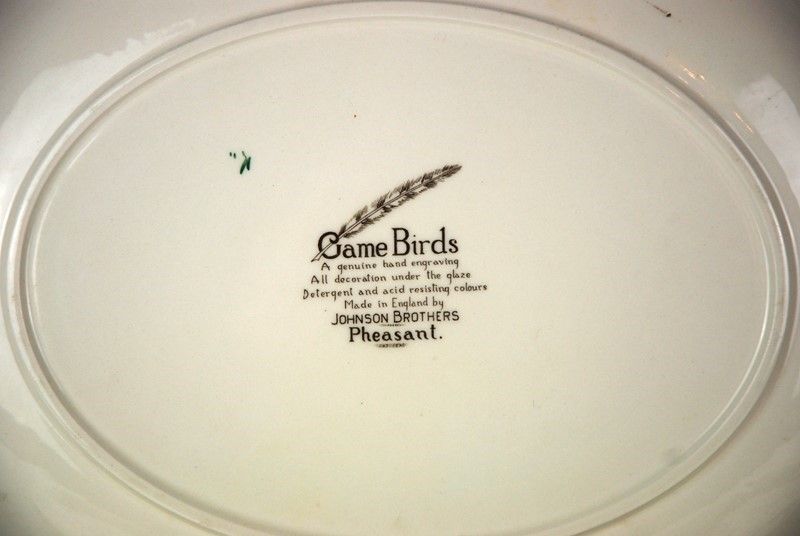 Game Birds
A genuine hand engraving
All decoration under the glaze
Detergent and acid resisting colours
Made in England by
JOHNSON BROTHERS
Pheasant.